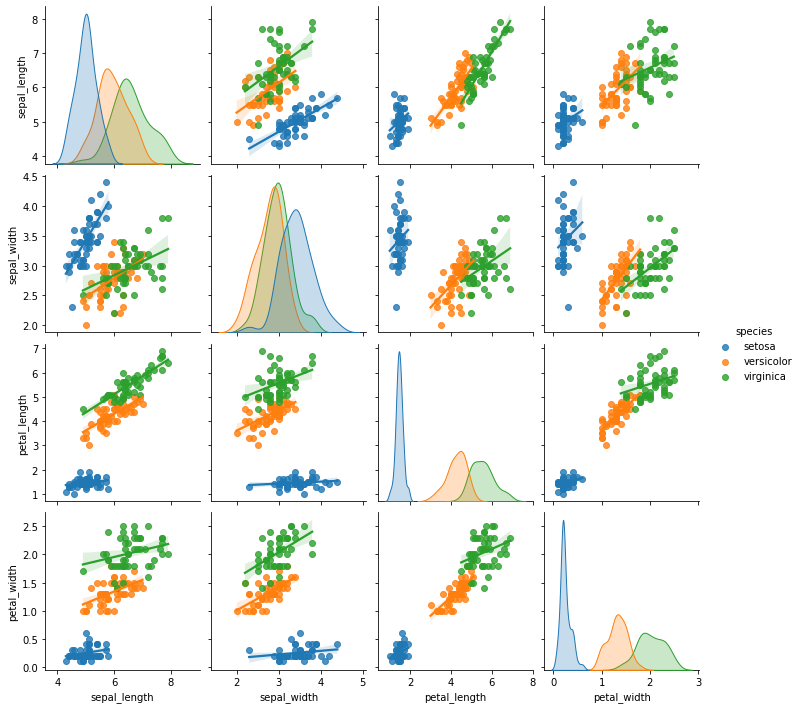 sepal_length
8
7
6
5
4
sepal_width
4.5
4.0
3.5
3.0
2.5
2.0
petal_length
7
6
5
4
3
2
1
petal_width
2.5
2.0
1.5
1.0
0.5
0.0
4 6 8
sepal_length
2 3 4 5
sepal_width
2 4 6 8
petal_length
0 1 2 3
petal_width
species
setosa
versicolor
virginica